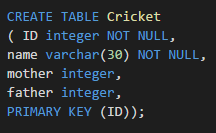 CREATE TABLE Cricket
( ID integer NOT NULL,
name varchar(30) NOT NULL,
mother integer,
father integer,
PRIMARY KEY (ID));